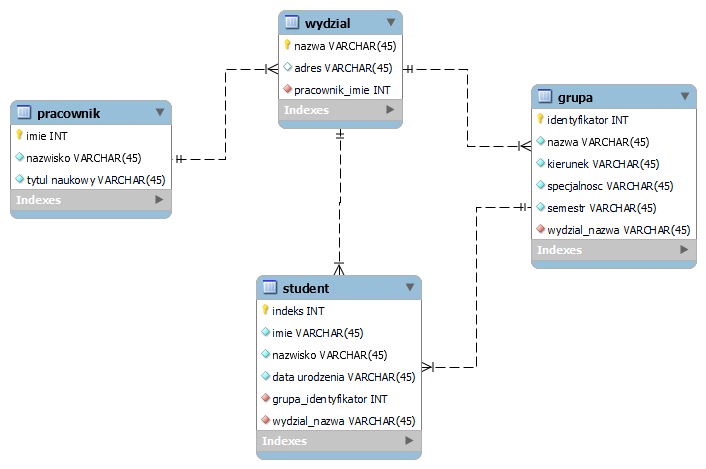 wydzial
nazwa VARCHAR(45)
adres VARCHAR(45)
pracownik_imie INT
Indexes
pracownik
imie INT
nazwisko VARCHAR(45)
tytul naukowy VARCHAR(45)
Indexes
grupa
identyfikator INT
nazwa VARCHAR(45)
kierunek VARCHAR(45)
specjalnosc VARCHAR(45)
semestr VARCHAR(45)
wydzial_nazwa VARCHAR(45)
Indexes
student
indeks INT
imie VARCHAR(45)
nazwisko VARCHAR(45)
data urodzenia VARCHAR(45)
grupa_identyfikator INT
wydzial_nazwa VARCHAR(45)
Indexes